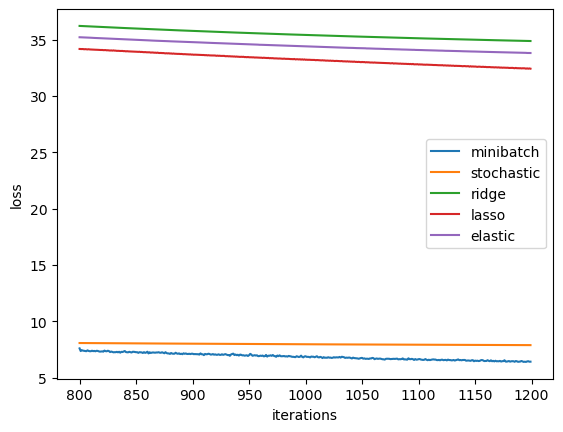 35
30
25
20
15
10
5
loss
800 850 900 950 1000 1050 1100 1150 1200
iterations
minibatch
stochastic
ridge
lasso
elastic